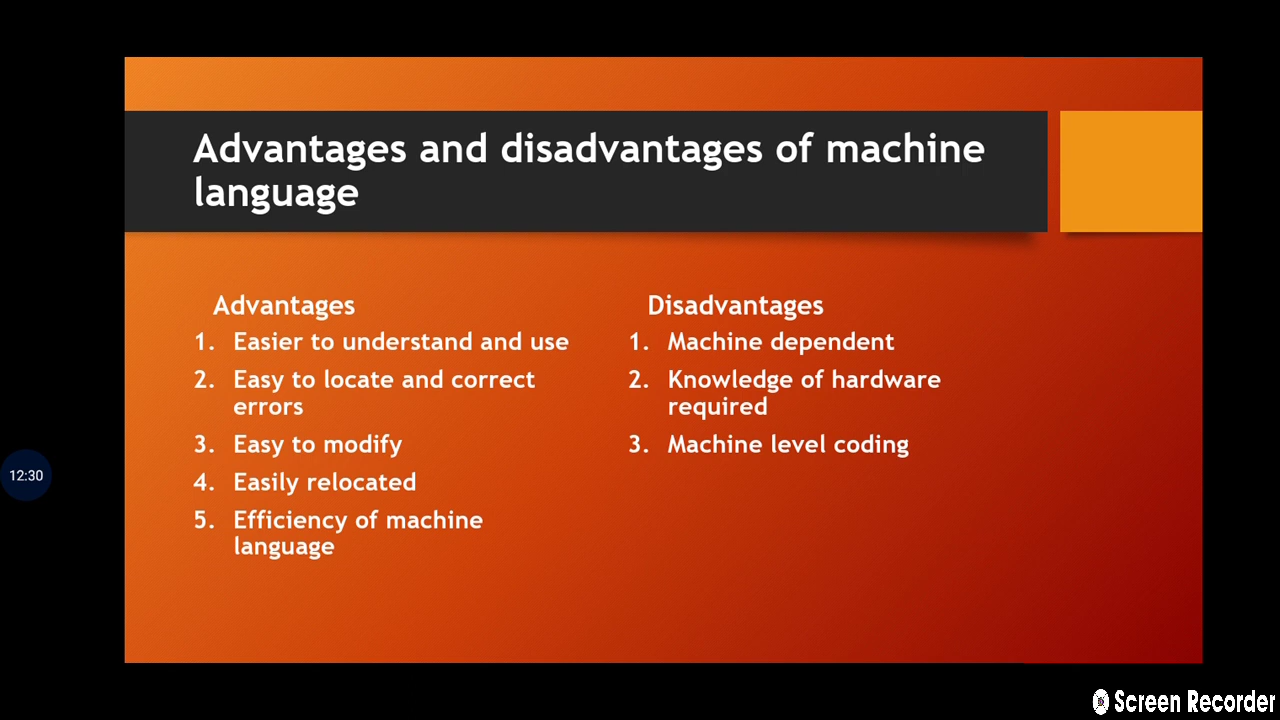 Advantages and disadvantages of machine
language
Advantages
1. Easier to understand and use
2. Easy to locate and correct
errors
3. Easy to modify
4. Easily relocated
5. Efficiency of machine
language
Disadvantages
1. Machine dependent
2. Knowledge of hardware
required
3. Machine level coding
12:30
Screen Recorder